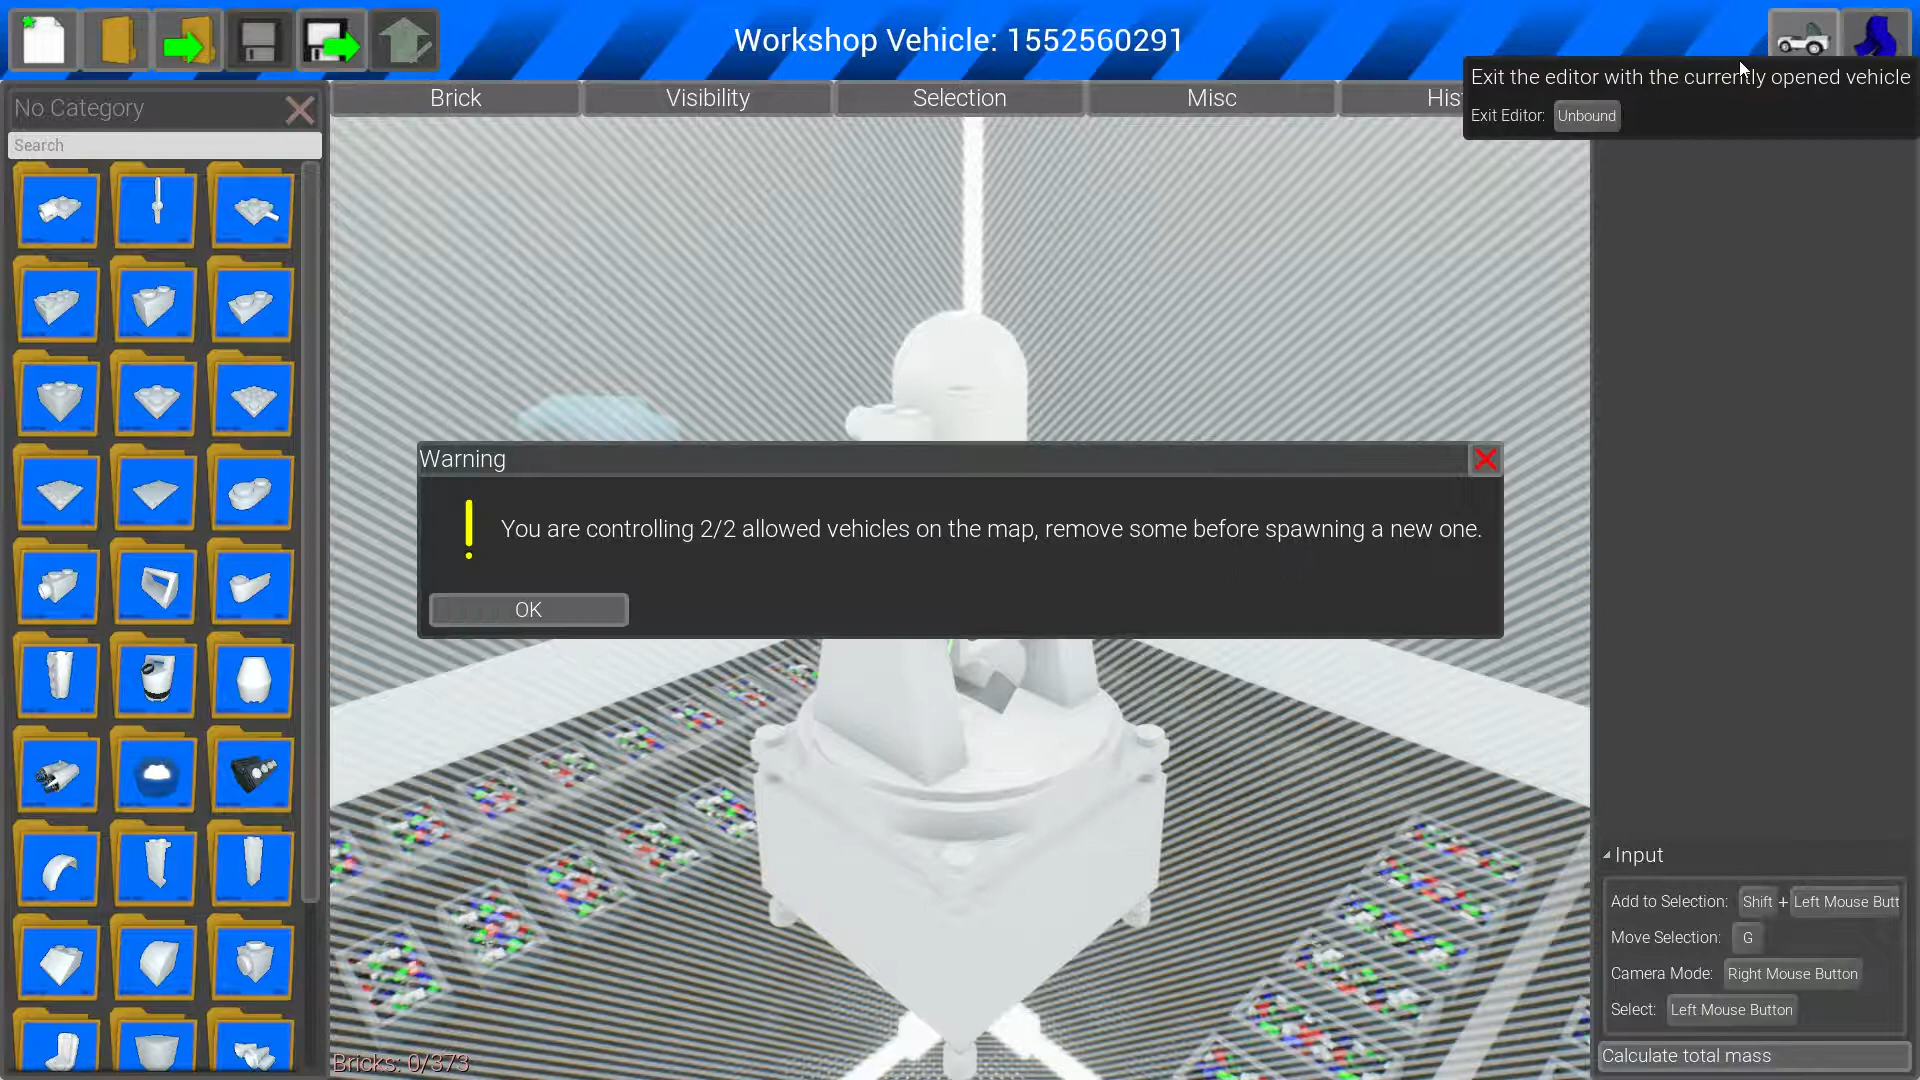 Workshop Vehicle: 1552560291
Exit the editor with the currently opened vehicle
Exit Editor: Unbound
No Category
Search
Brick
Visibility
Selection
Misc
His
Warning
You are controlling 2/2 allowed vehicles on the map, remove some before spawning a new one.
OK
Input
Add to Selection: Shift + Left Mouse Butt
Move Selection: G
Camera Mode: Right Mouse Button
Select: Left Mouse Button
Calculate total mass
Bricks: 0/373